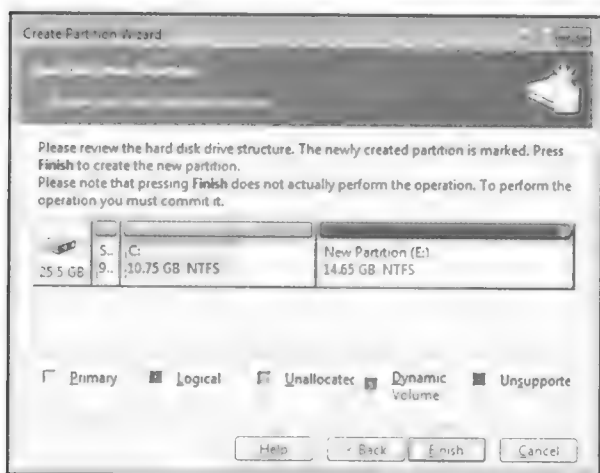 Create Partition Wizard
Please review the hard disk drive structure. The newly created partition is marked. Press
Finish to create the new partition.
Please note that pressing Finish does not actually perform the operation. To perform the
operation you must commit it.
25.5 GB
S..
9..
C:
10.75 GB NTFS
New Partition (E:)
14.65 GB NTFS
Primary
Logical
Unallocated
Dynamic
Volume
Unsupporte
Help
< Back
Finish
Cancel